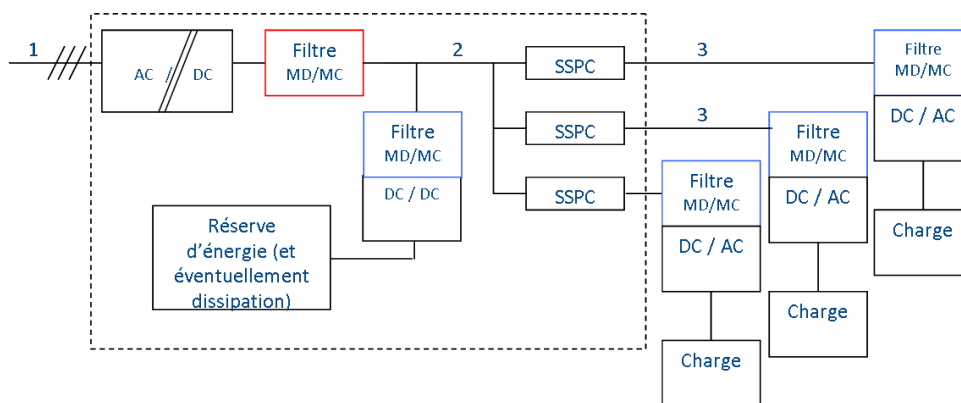 1
AC
DC
Filtre
MD/MC
2
SSPC
3
Filtre
MD/MC
DC / AC
Charge
SSPC
3
Filtre
MD/MC
DC / AC
Charge
SSPC
Filtre
MD/MC
DC / AC
Charge
Filtre
MD/MC
DC / DC
Réserve
d'énergie (et
éventuellement
dissipation)